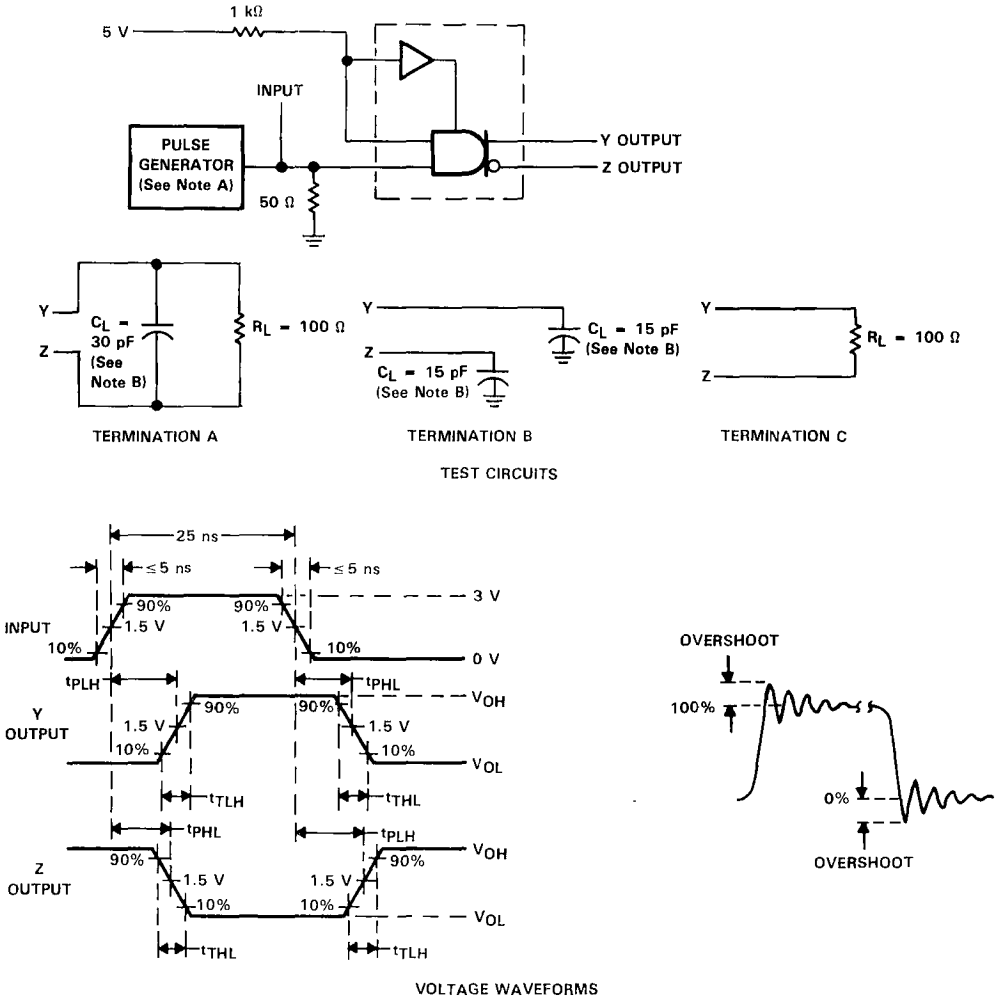 1 kΩ
5 V
INPUT
PULSE
GENERATOR
(See Note A)
50 Ω
Y OUTPUT
Z OUTPUT
Y
Z
CL =
30 pF
(See
Note B)
RL = 100 Ω
TERMINATION A
Y
Z
CL = 15 pF
(See Note B)
CL = 15 pF
(See Note B)
TERMINATION B
Y
Z
RL = 100 Ω
TERMINATION C
TEST CIRCUITS
25 ns
≤5 ns
≤5 ns
INPUT
90%
90%
3 V
1.5 V
1.5 V
10%
10%
0 V
tPLH
tPHL
Y
OUTPUT
90%
90%
VOH
1.5 V
1.5 V
10%
10%
VOL
tTLH
tTHL
tPHL
tPLH
Z
OUTPUT
90%
90%
VOH
1.5 V
1.5 V
10%
10%
VOL
tTHL
tTLH
OVERSHOOT
100%
0%
OVERSHOOT
VOLTAGE WAVEFORMS